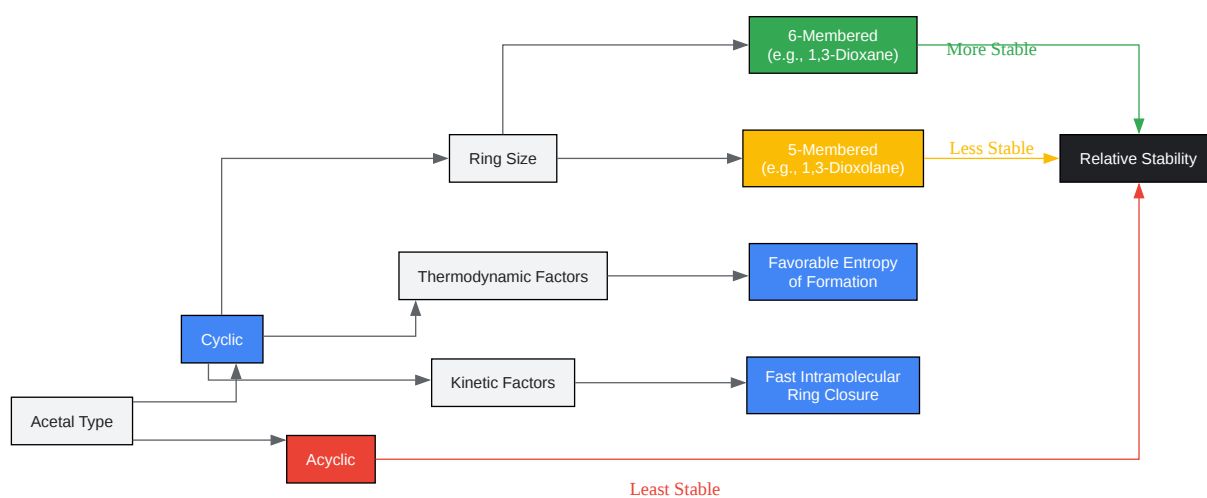 6-Membered
(e.g., 1,3-Dioxane)
More Stable
Ring Size
5-Membered
(e.g., 1,3-Dioxolane)
Less Stable
Relative Stability
Thermodynamic Factors
Favorable Entropy
of Formation
Cyclic
Kinetic Factors
Fast Intramolecular
Ring Closure
Acetal Type
Acyclic
Least Stable